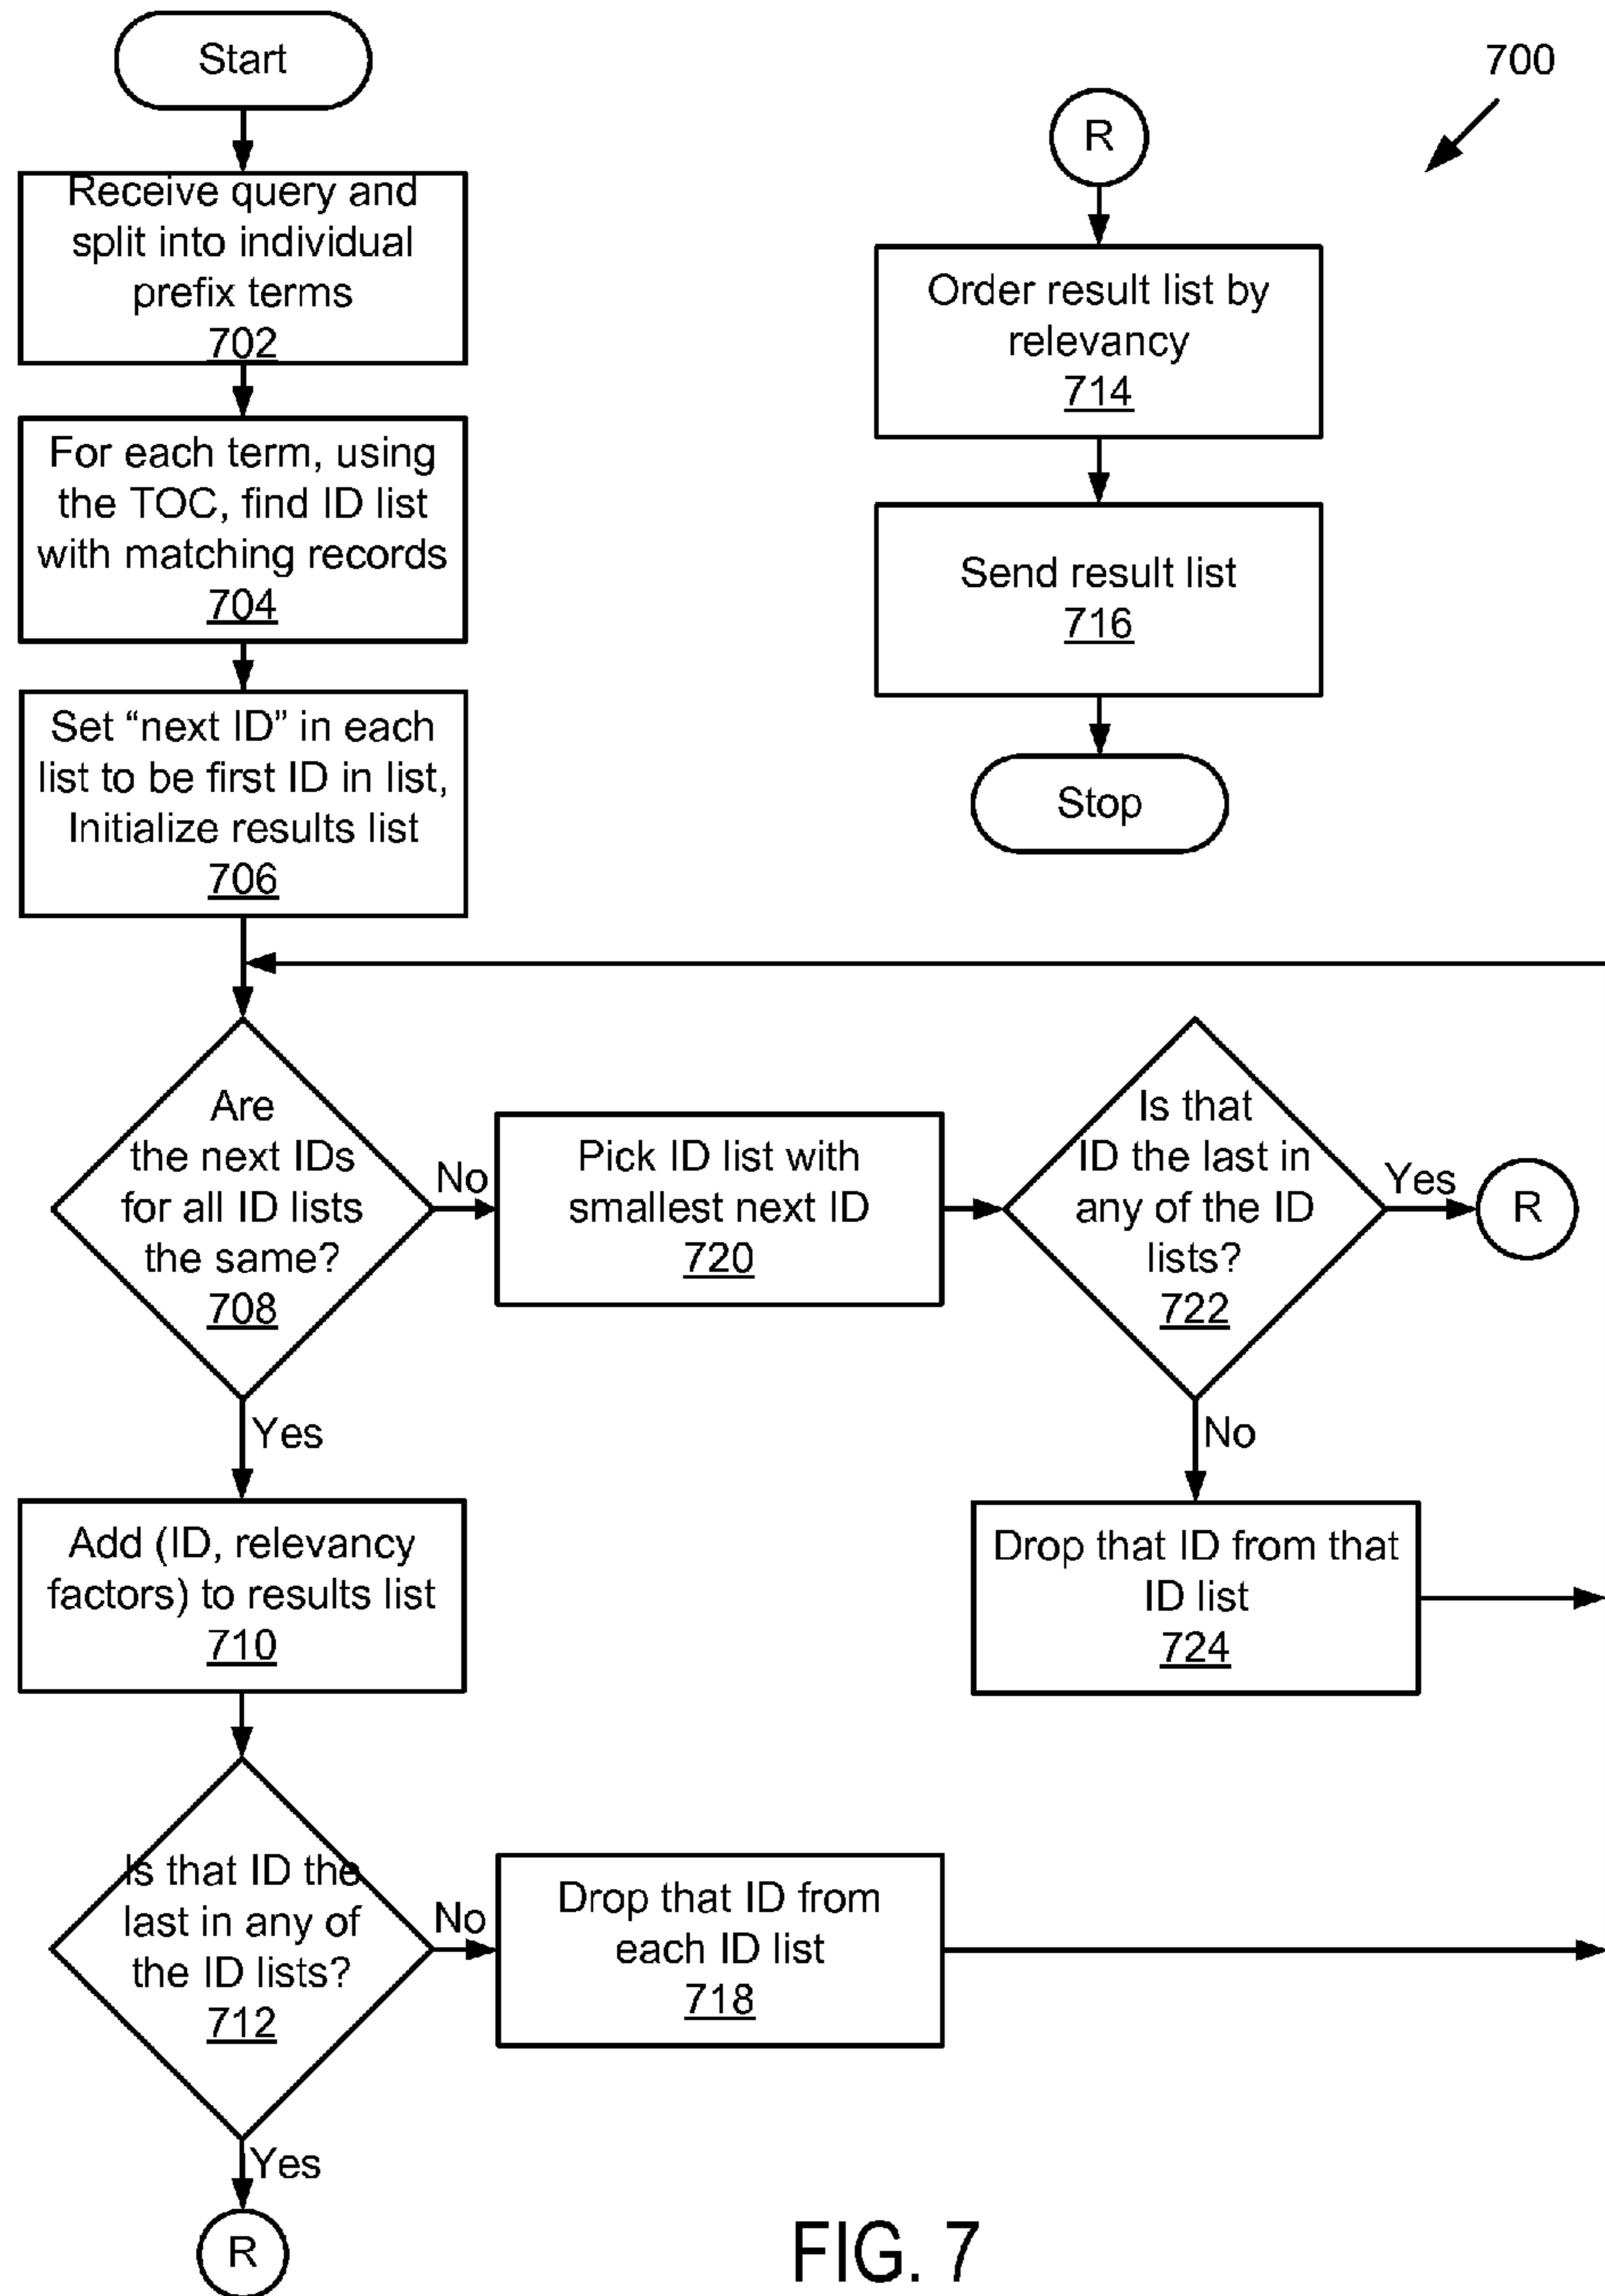 Start
700
R
Receive query and
split into individual
prefix terms
702
Order result list by
relevancy
714
For each term, using
the TOC, find ID list
with matching records
704
Send result list
716
Set “next ID” in each
list to be first ID in list,
Initialize results list
706
Stop
Are
the next IDs
for all ID lists
the same?
708
No
Pick ID list with
smallest next ID
720
Is that
ID the last in
any of the ID
lists?
722
Yes
R
Yes
No
Add (ID, relevancy
factors) to results list
710
Drop that ID from that
ID list
724
Is that ID the
last in any of
the ID lists?
712
No
Drop that ID from
each ID list
718
Yes
R
FIG. 7